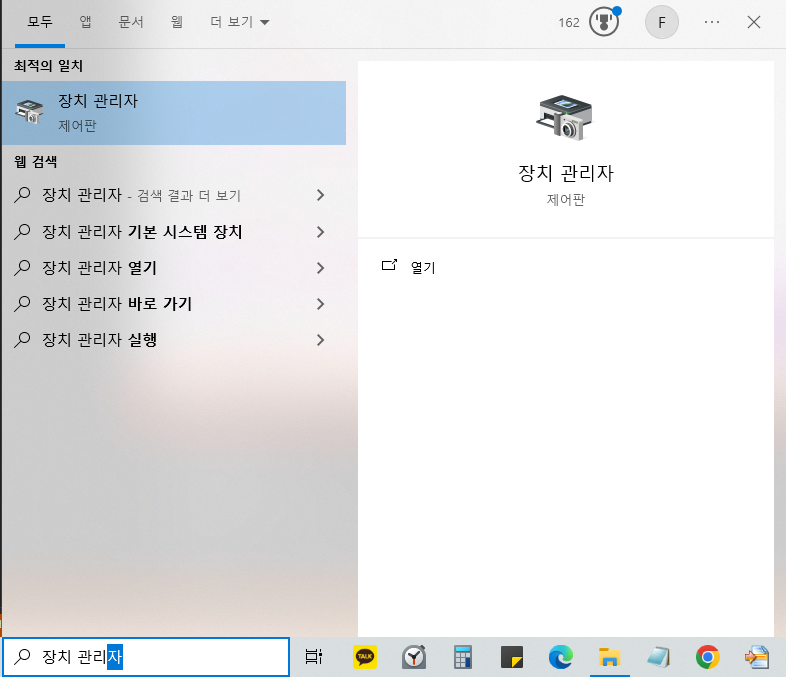 모두 앱 문서 웹 더 보기 162 F
최적의 일치
장치 관리자
제어판
웹 검색
장치 관리자 - 검색 결과 더 보기
장치 관리자 기본 시스템 장치
장치 관리자 열기
장치 관리자 바로 가기
장치 관리자 실행
장치 관리자
제어판
열기
장치 관리자
TALK